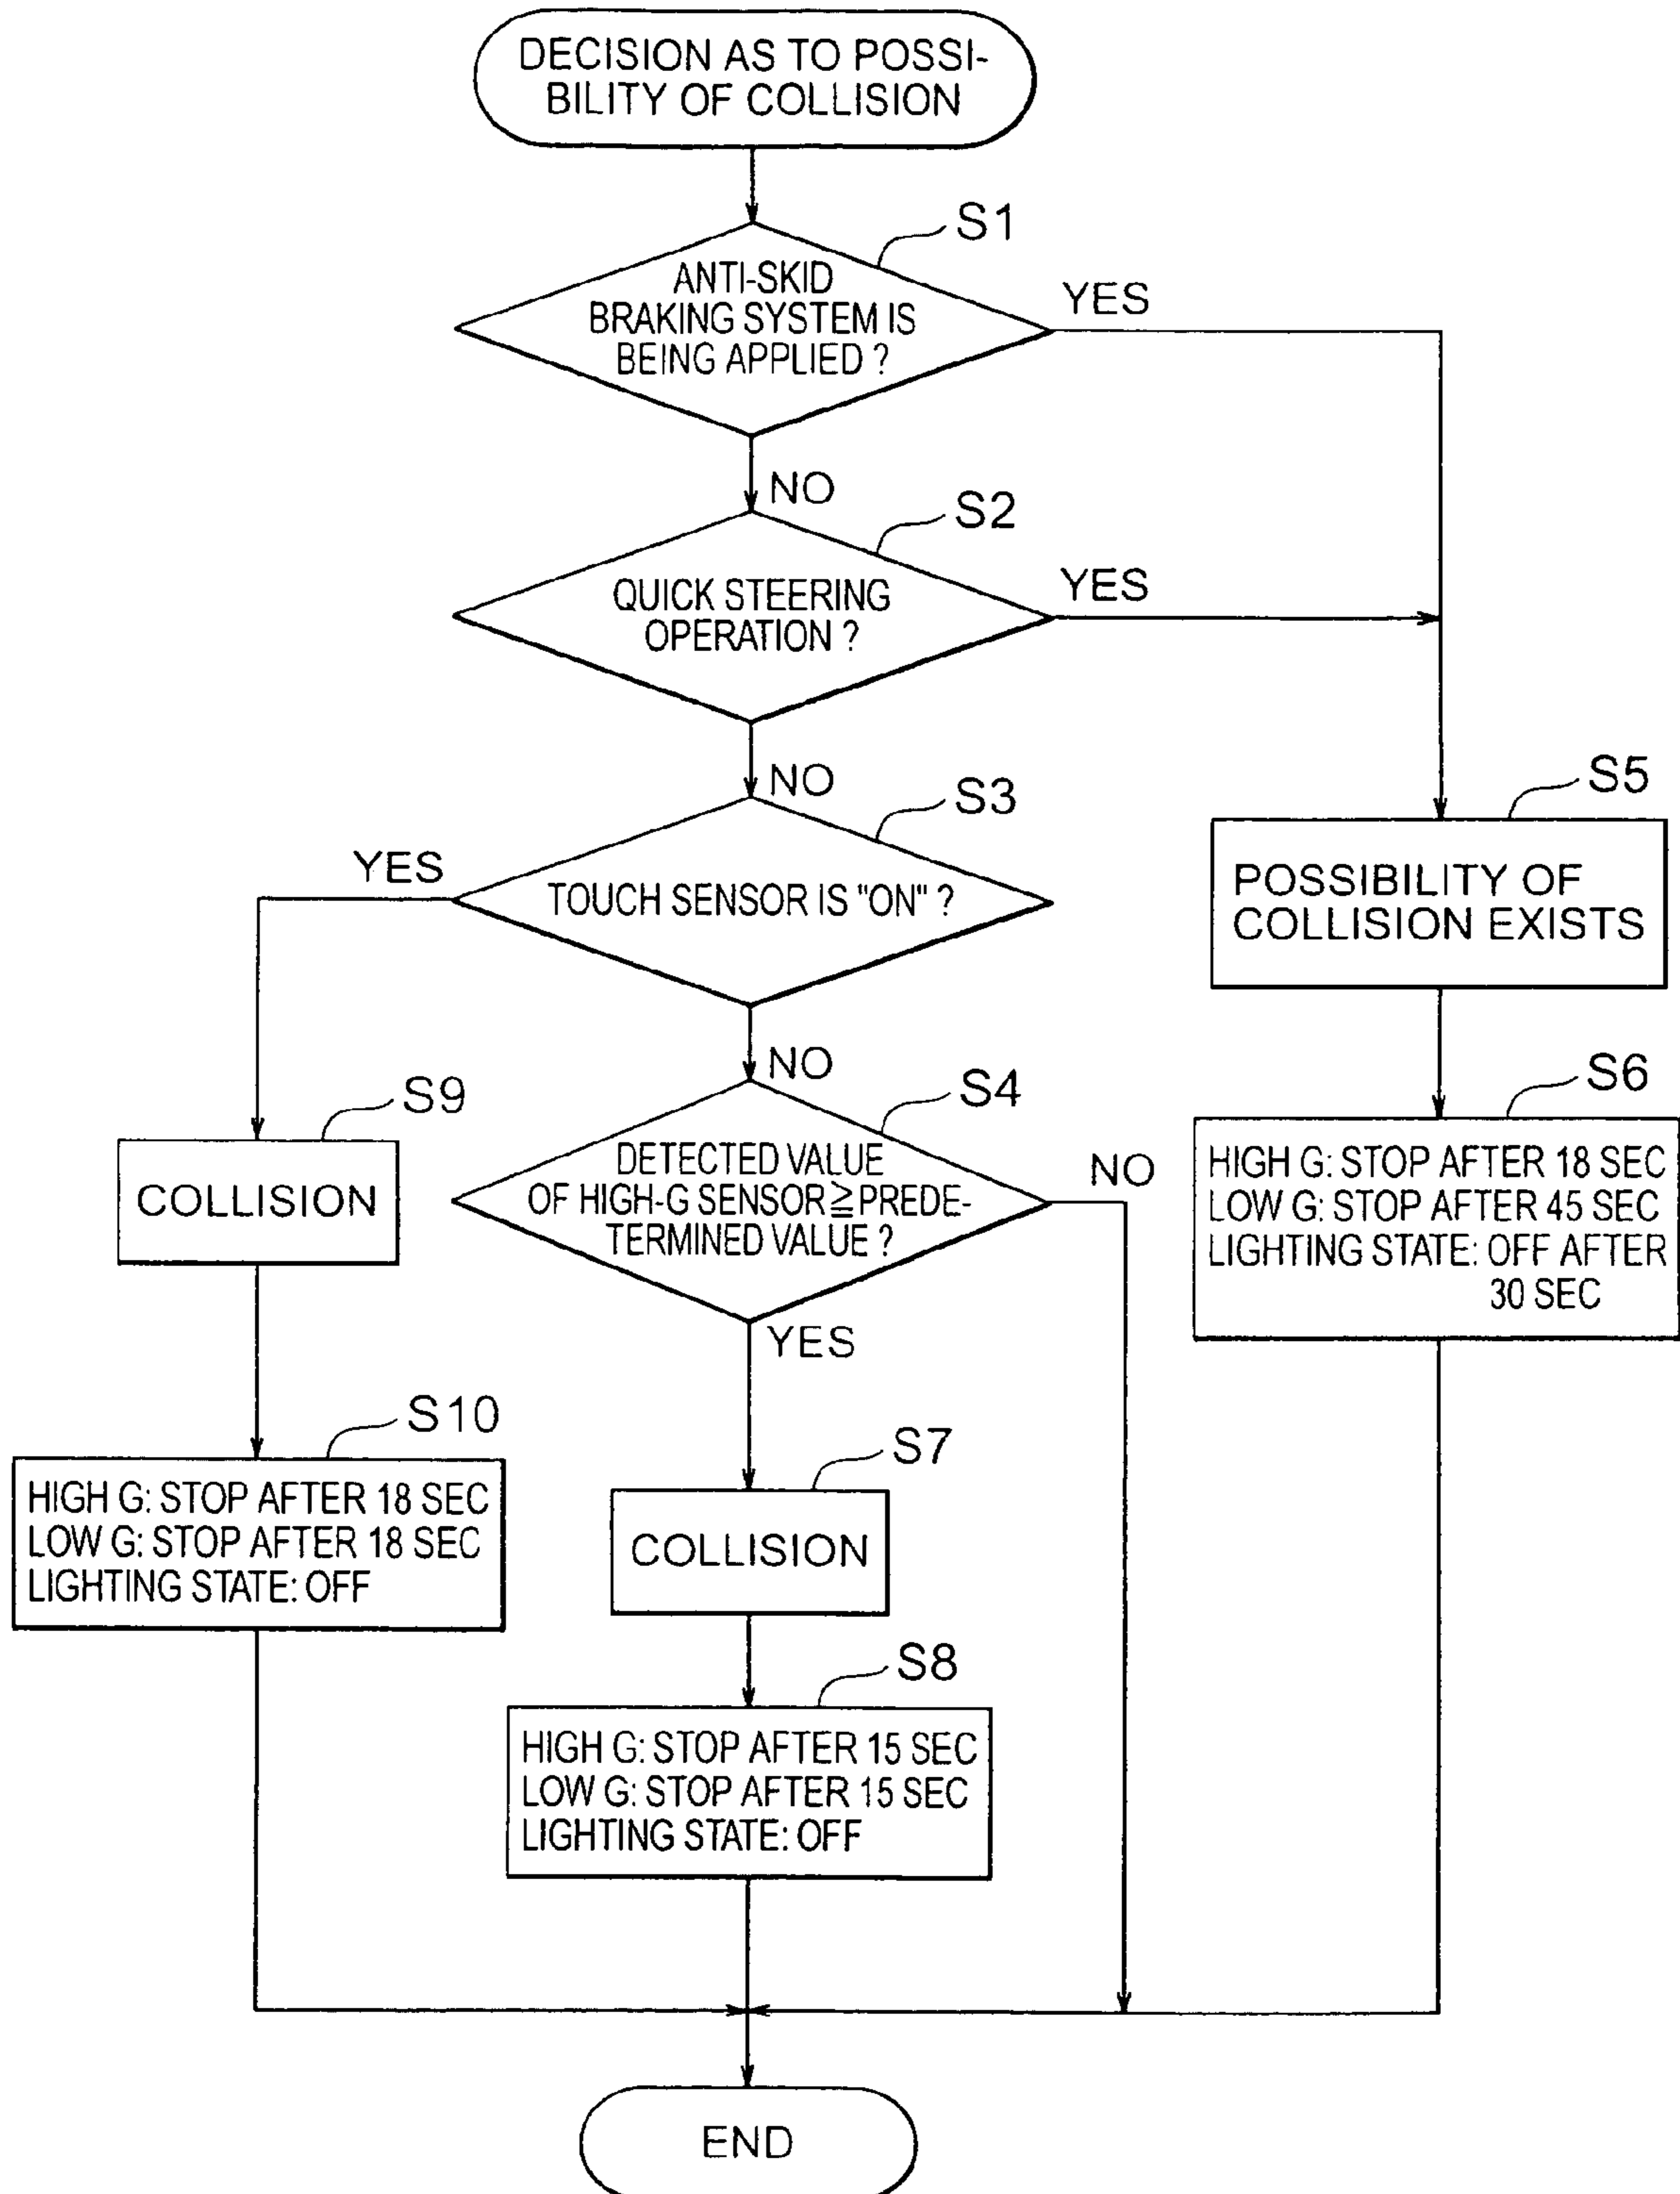 DECISION AS TO POSSI-
BILITY OF COLLISION
S1
ANTI-SKID
BRAKING SYSTEM IS
BEING APPLIED ?
YES
NO
S2
QUICK STEERING
OPERATION ?
YES
NO
S3
TOUCH SENSOR IS "ON" ?
YES
NO
S5
POSSIBILITY OF
COLLISION EXISTS
S4
DETECTED VALUE
OF HIGH-G SENSOR ≧ PREDE-
TERMINED VALUE ?
NO
YES
S6
HIGH G: STOP AFTER 18 SEC
LOW G: STOP AFTER 45 SEC
LIGHTING STATE: OFF AFTER
30 SEC
S9
COLLISION
S10
HIGH G: STOP AFTER 18 SEC
LOW G: STOP AFTER 18 SEC
LIGHTING STATE: OFF
S7
COLLISION
S8
HIGH G: STOP AFTER 15 SEC
LOW G: STOP AFTER 15 SEC
LIGHTING STATE: OFF
END